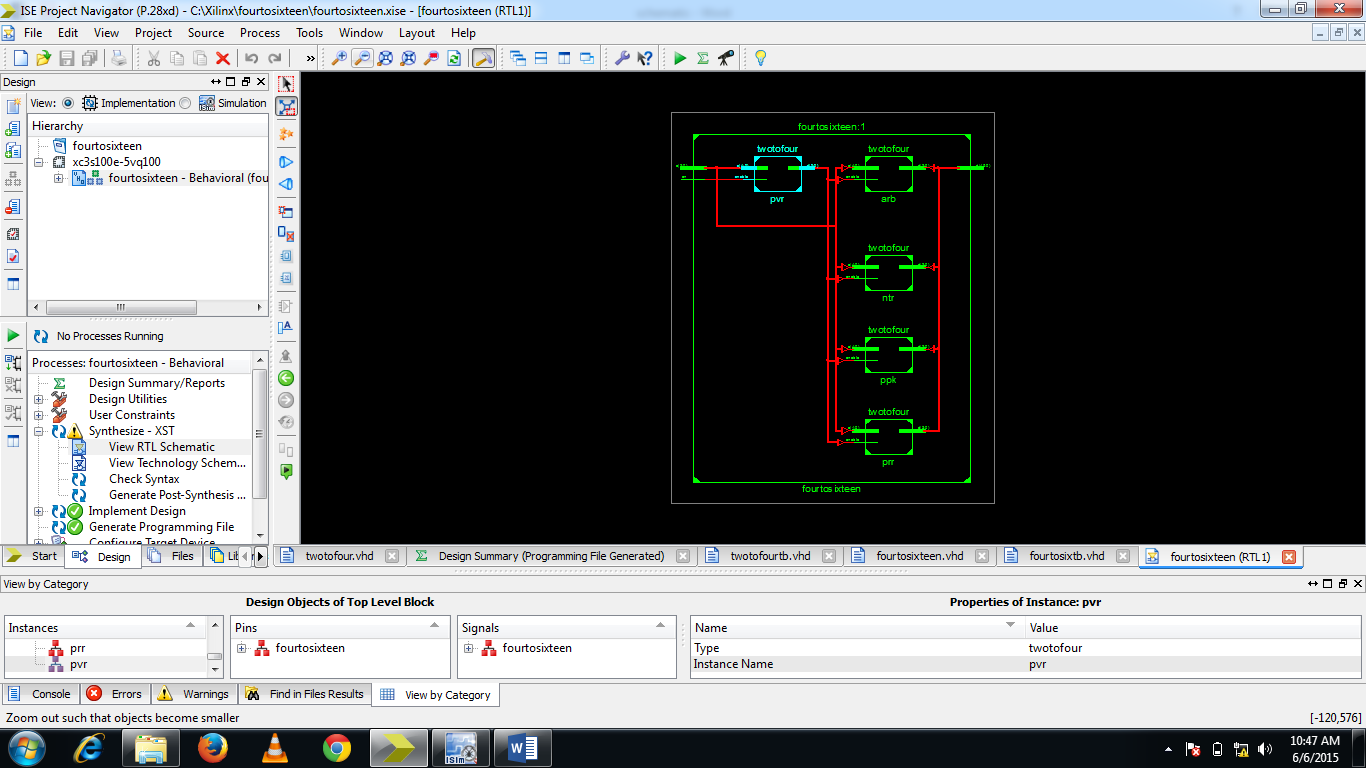 ISE Project Navigator (P.28xd) - C:\Xilinx\fourtosixteen\fourtosixteen.xise - [fourtosixteen (RTL1)]
File Edit View Project Source Process Tools Window Layout Help
Design
View: Implementation Simulation
Hierarchy
fourtosixteen
xc3s100e-5vq100
fourtosixteen - Behavioral (fou
No Processes Running
Processes: fourtosixteen - Behavioral
Design Summary/Reports
Design Utilities
User Constraints
Synthesize - XST
View RTL Schematic
View Technology Schem...
Check Syntax
Generate Post-Synthesis ...
Implement Design
Generate Programming File
Configure Target Device
Start Design Files
fourtosixteen:1
twotofour
pvr
twotofour
arb
twotofour
ntr
twotofour
ppk
twotofour
prr
fourtosixteen
twotofour.vhd Design Summary (Programming File Generated) twotofourtb.vhd fourtosixteen.vhd fourtosixtb.vhd fourtosixteen (RTL1)
View by Category
Design Objects of Top Level Block
Instances
prr
pvr
Pins
fourtosixteen
Signals
fourtosixteen
Properties of Instance: pvr
Name Value
Type twotofour
Instance Name pvr
Console Errors Warnings Find in Files Results View by Category
Zoom out such that objects become smaller
[-120,576]
ISim
10:47 AM
6/6/2015